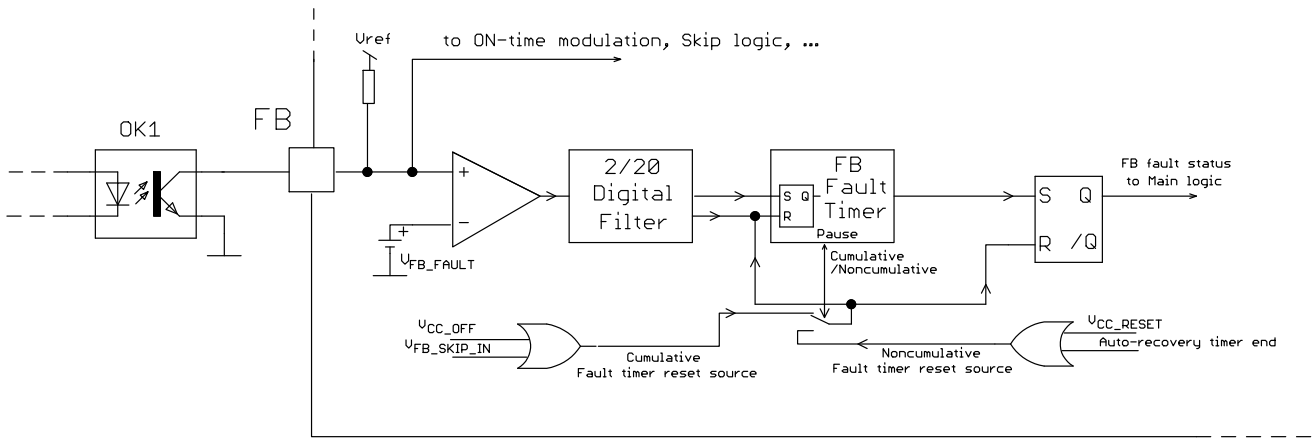 Vref
to ON-time modulation, Skip logic, ...
FB
OK1
+
−
+
VFB_FAULT
2/20
Digital
Filter
FB
Fault
Timer
S Q
R
Pause
Cumulative
/Noncumulative
S Q
R /Q
FB fault status
to Main logic
VCC_OFF
VFB_SKIP_IN
Cumulative
Fault timer reset source
Noncumulative
Fault timer reset source
VCC_RESET
Auto-recovery timer end